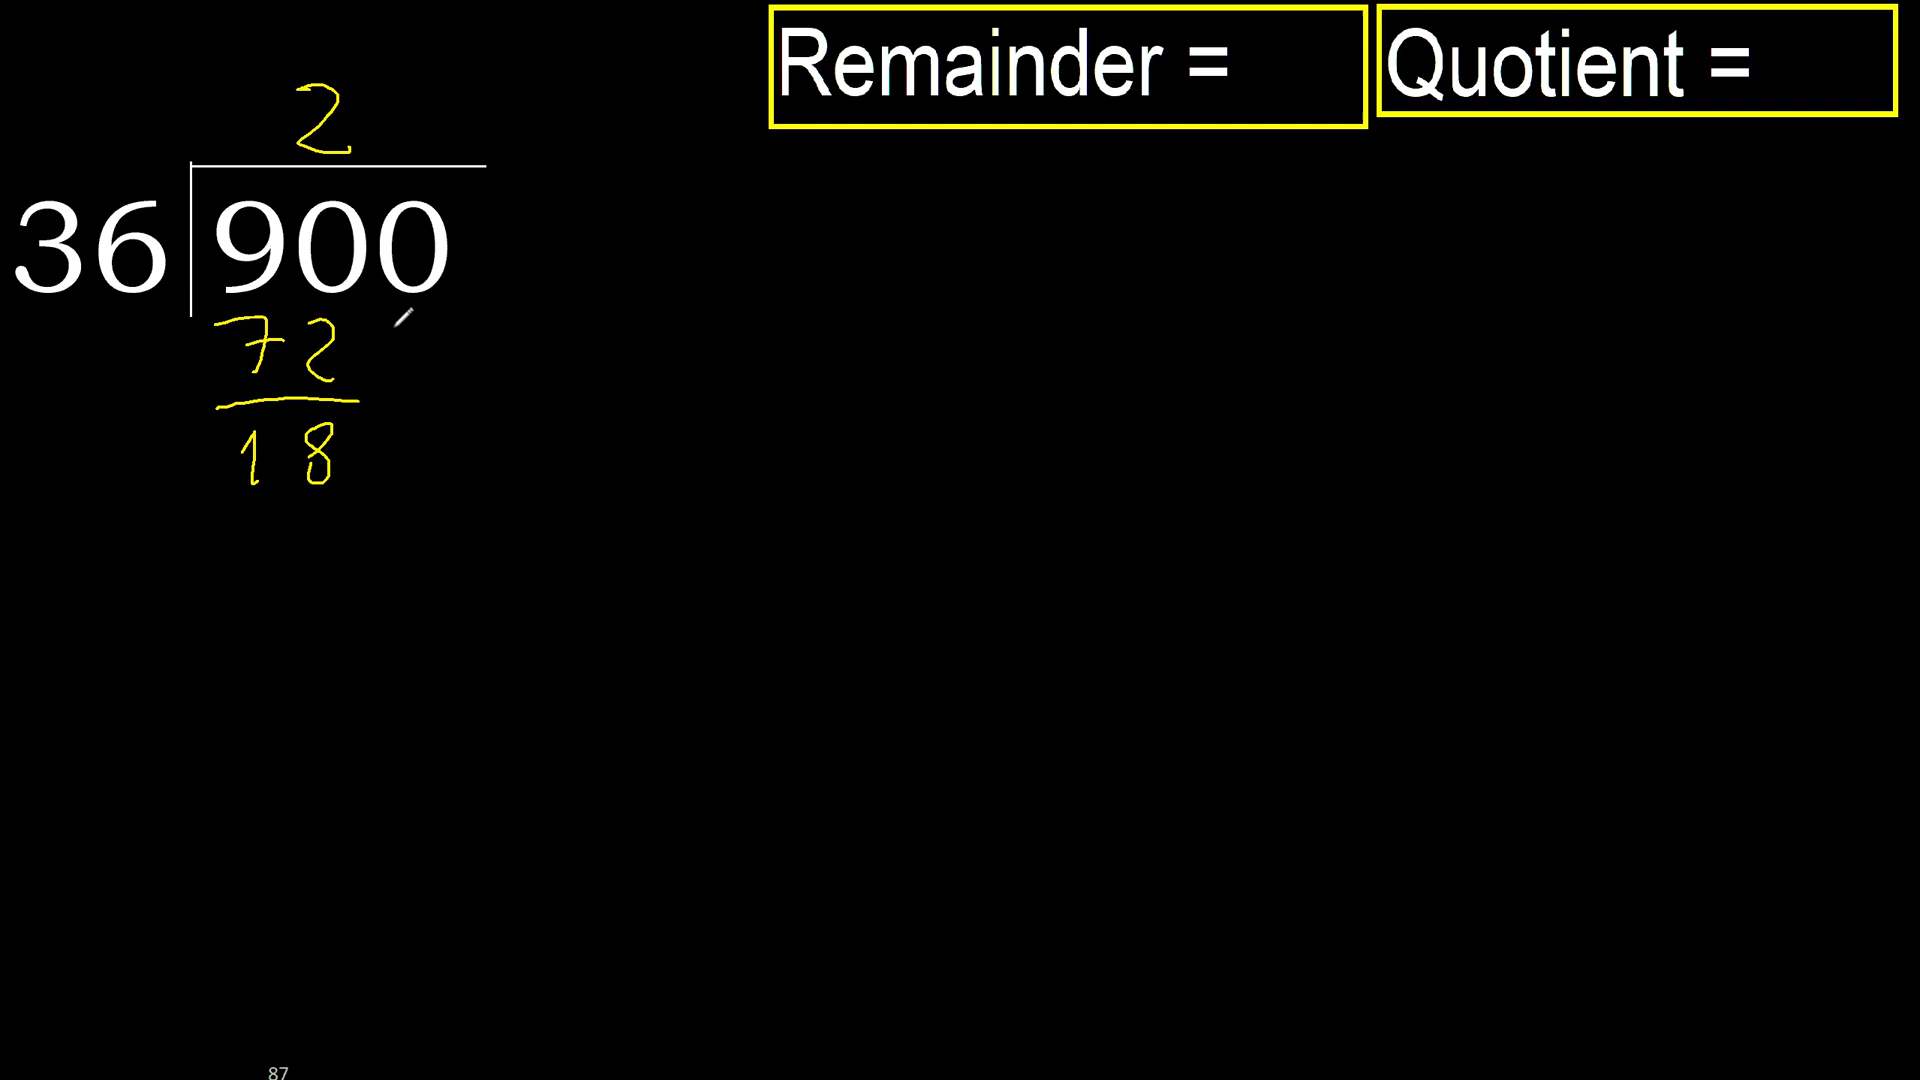 Remainder =
Quotient =
2
36 900
72
18
87